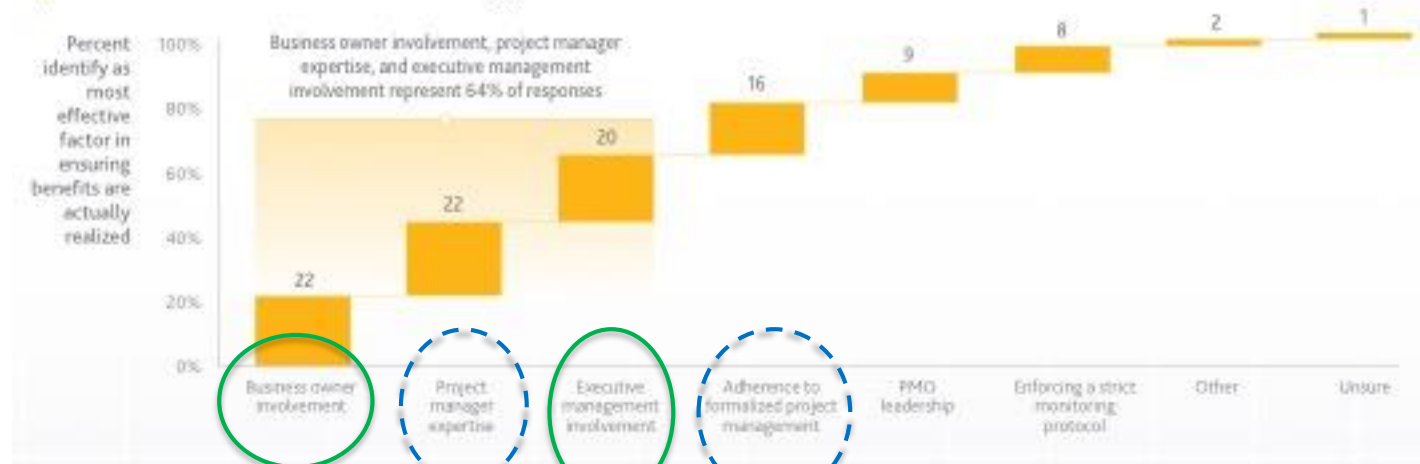 Percent
identify as
most
effective
factor in
ensuring
benefits are
actually
realized
100%
80%
60%
40%
20%
0%
Business owner involvement, project manager
expertise, and executive management
involvement represent 64% of responses
22
22
20
16
9
8
2
1
Business owner
involvement
Project
manager
expertise
Executive
management
involvement
Adherence to
formalized project
management
PMO
leadership
Enforcing a strict
monitoring
protocol
Other
Unsure